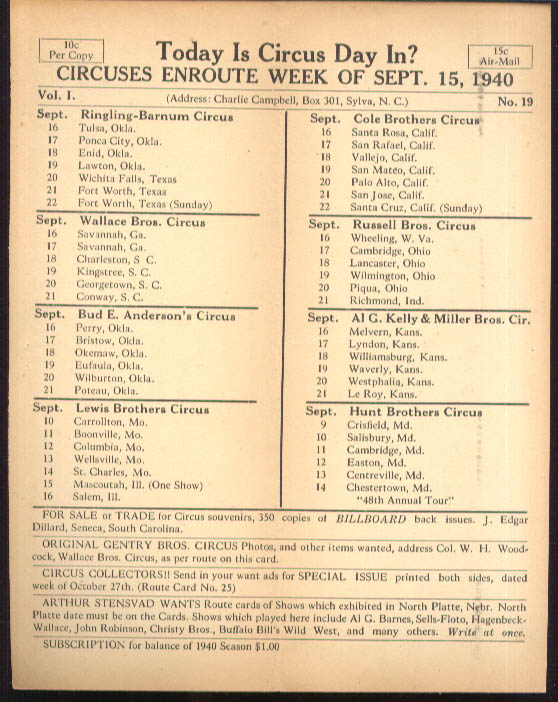 10c
Per Copy
Today Is Circus Day In?
15c
Air-Mail
CIRCUSES ENROUTE WEEK OF SEPT. 15, 1940
Vol. I.
(Address: Charlie Campbell, Box 301, Sylva, N. C.)
No. 19
Sept. Ringling-Barnum Circus
16 Tulsa, Okla.
17 Ponca City, Okla.
18 Enid, Okla.
19 Lawton, Okla.
20 Wichita Falls, Texas
21 Fort Worth, Texas
22 Fort Worth, Texas (Sunday)
Sept. Wallace Bros. Circus
16 Savannah, Ga.
17 Savannah, Ga.
18 Charleston, S C.
19 Kingstree, S. C.
20 Georgetown, S. C.
21 Conway, S. C.
Sept. Bud E. Anderson's Circus
16 Perry, Okla.
17 Bristow, Okla.
18 Okemaw, Okla.
19 Eufaula, Okla.
20 Wilburton, Okla.
21 Poteau, Okla.
Sept. Lewis Brothers Circus
10 Carrollton, Mo.
11 Boonville, Mo.
12 Columbia, Mo.
13 Wellsville, Mo.
14 St. Charles, Mo.
15 Mascoutah, Ill. (One Show)
16 Salem, Ill.
Sept. Cole Brothers Circus
16 Santa Rosa, Calif.
17 San Rafael, Calif.
18 Vallejo, Calif.
19 San Mateo, Calif.
20 Palo Alto, Calif.
21 San Jose, Calif.
22 Santa Cruz, Calif. (Sunday)
Sept. Russell Bros. Circus
16 Wheeling, W. Va.
17 Cambridge, Ohio
18 Lancaster, Ohio
19 Wilmington, Ohio
20 Piqua, Ohio
21 Richmond, Ind.
Sept. Al G. Kelly & Miller Bros. Cir.
16 Melvern, Kans.
17 Lyndon, Kans.
18 Williamsburg, Kans.
19 Waverly, Kans.
20 Westphalia, Kans.
21 Le Roy, Kans.
Sept. Hunt Brothers Circus
9 Crisfield, Md.
10 Salisbury, Md.
11 Cambridge, Md.
12 Easton, Md.
13 Centreville, Md.
14 Chestertown, Md.
"48th Annual Tour"
FOR SALE or TRADE for Circus souvenirs, 350 copies of BILLBOARD back issues. J. Edgar
Dillard, Seneca, South Carolina.
ORIGINAL GENTRY BROS. CIRCUS Photos, and other items wanted, address Col. W. H. Wood-
cock, Wallace Bros. Circus, as per route on this card.
CIRCUS COLLECTORS!! Send in your want ads for SPECIAL ISSUE printed both sides, dated
week of October 27th. (Route Card No. 25)
ARTHUR STENSVAD WANTS Route cards of Shows which exhibited in North Platte, Nebr. North
Platte date must be on the Cards. Shows which played here include Al G. Barnes, Sells-Floto, Hagenbeck-
Wallace, John Robinson, Christy Bros., Buffalo Bill's Wild West, and many others. Write at once.
SUBSCRIPTION for balance of 1940 Season $1.00